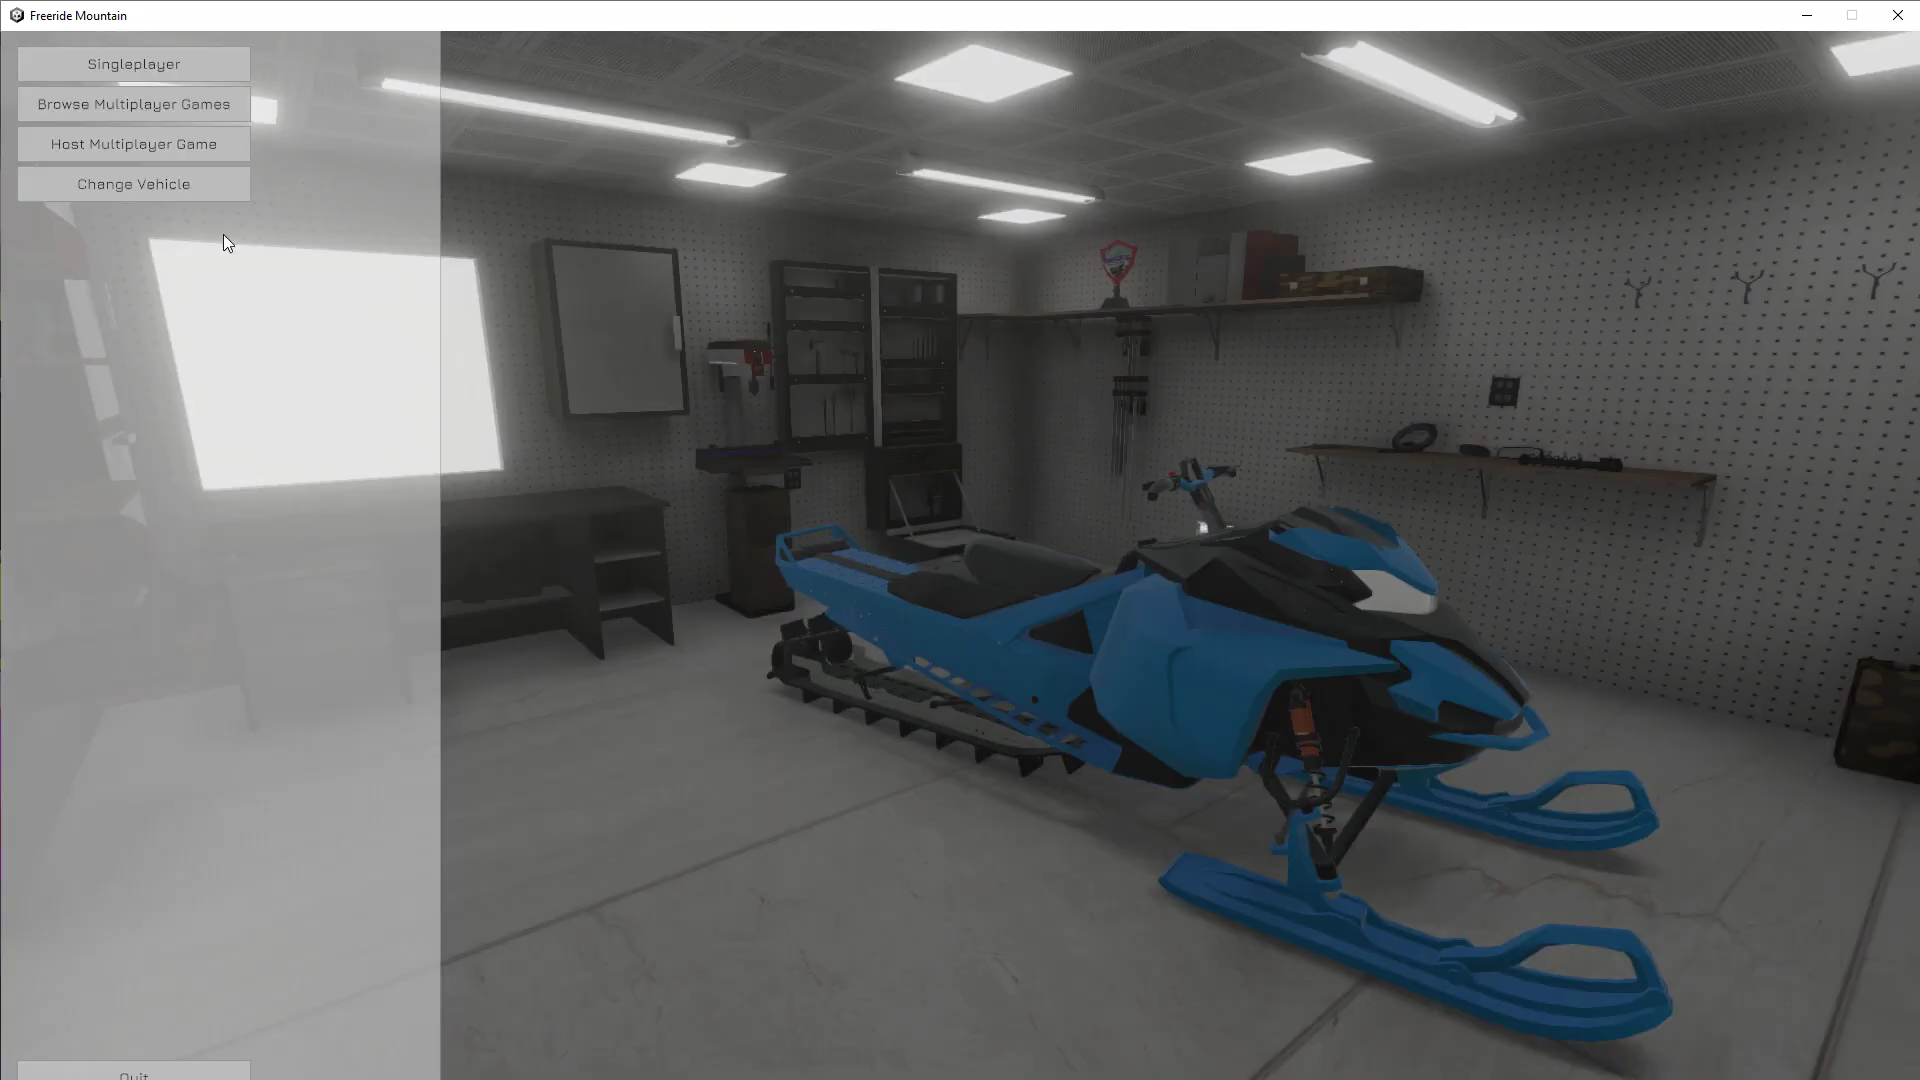 Freeride Mountain
Singleplayer
Browse Multiplayer Games
Host Multiplayer Game
Change Vehicle
Quit